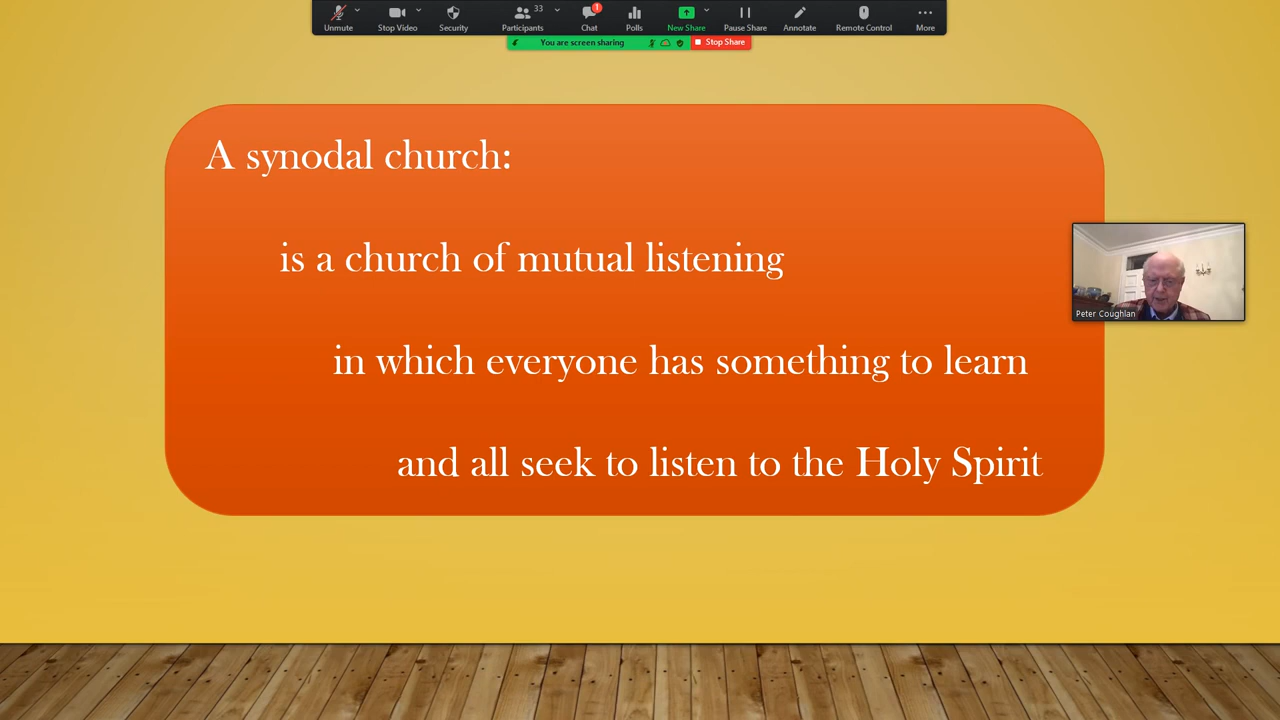 33
1
Unmute
Stop Video
Security
Participants
Chat
Polls
New Share
Pause Share
Annotate
Remote Control
More
You are screen sharing
Stop Share
A synodal church:
is a church of mutual listening
in which everyone has something to learn
and all seek to listen to the Holy Spirit
Peter Coughlan